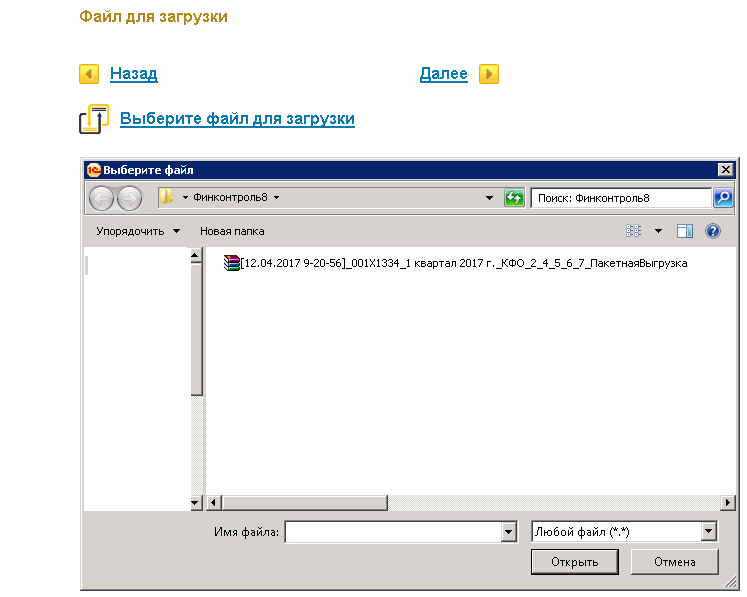 Файл для загрузки
Назад Далее
Выберите файл для загрузки
1С Выберите файл
Финконтроль8 Поиск: Финконтроль8
Упорядочить Новая папка
[12.04.2017 9-20-56]_001X1334_1 квартал 2017 г._КФО_2_4_5_6_7_ПакетнаяВыгрузка
Имя файла: Любой файл (*.*)
Открыть Отмена